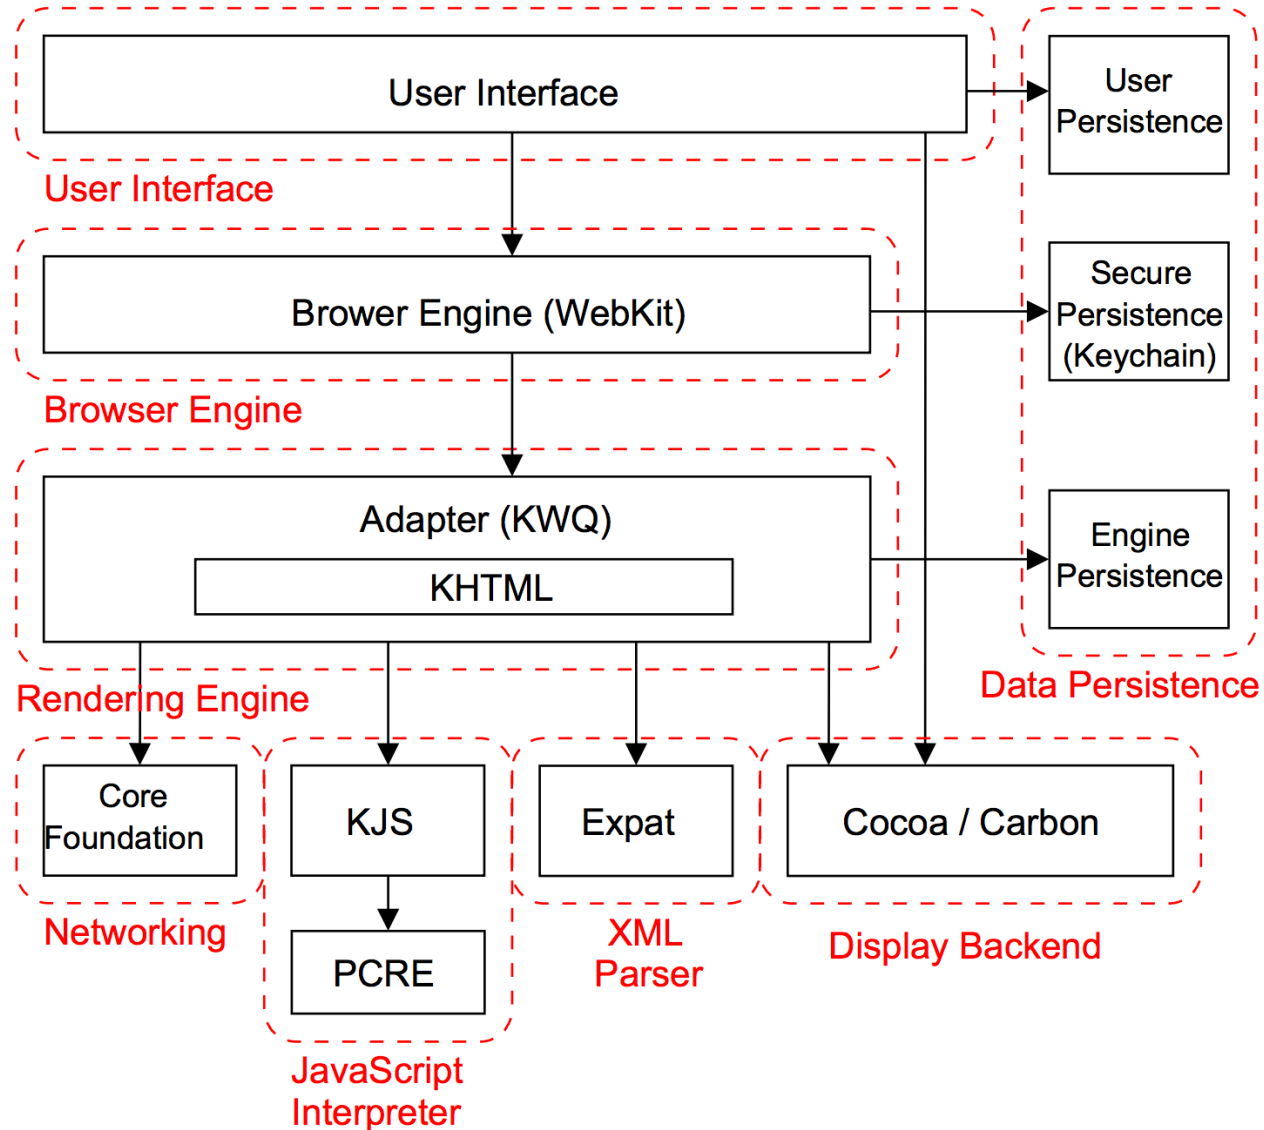 User Interface
User
Persistence
User Interface
Brower Engine (WebKit)
Secure
Persistence
(Keychain)
Browser Engine
Adapter (KWQ)
KHTML
Engine
Persistence
Rendering Engine
Data Persistence
Core
Foundation
KJS
Expat
Cocoa / Carbon
Networking
PCRE
XML
Parser
Display Backend
JavaScript
Interpreter